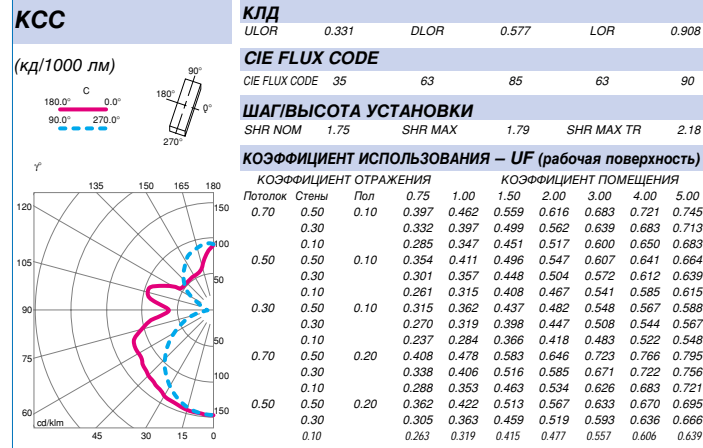 КСС
(кд/1000 лм)
C
180.0° 0.0°
90.0° 270.0°
90°
180°
0°
270°
γ°
135 150 165 180
120
105
90
75
60
150
100
50
50
100
150
cd/klm
45 30 15 0
КЛД
ULOR 0.331 DLOR 0.577 LOR 0.908
CIE FLUX CODE
CIE FLUX CODE 35 63 85 63 90
ШАГ/ВЫСОТА УСТАНОВКИ
SHR NOM 1.75 SHR MAX 1.79 SHR MAX TR 2.18
КОЭФФИЦИЕНТ ИСПОЛЬЗОВАНИЯ – UF (рабочая поверхность)
КОЭФФИЦИЕНТ ОТРАЖЕНИЯ КОЭФФИЦИЕНТ ПОМЕЩЕНИЯ
Потолок Стены Пол 0.75 1.00 1.50 2.00 3.00 4.00 5.00
0.70 0.50 0.10 0.397 0.462 0.559 0.616 0.683 0.721 0.745
0.30 0.332 0.397 0.499 0.562 0.639 0.683 0.713
0.10 0.285 0.347 0.451 0.517 0.600 0.650 0.683
0.50 0.50 0.10 0.354 0.411 0.496 0.547 0.607 0.641 0.664
0.30 0.301 0.357 0.448 0.504 0.572 0.612 0.639
0.10 0.261 0.315 0.408 0.467 0.541 0.585 0.615
0.30 0.50 0.10 0.315 0.362 0.437 0.482 0.548 0.567 0.588
0.30 0.270 0.319 0.398 0.447 0.508 0.544 0.567
0.10 0.237 0.284 0.366 0.418 0.483 0.522 0.548
0.70 0.50 0.20 0.408 0.478 0.583 0.646 0.723 0.766 0.795
0.30 0.338 0.406 0.516 0.585 0.671 0.722 0.756
0.10 0.288 0.353 0.463 0.534 0.626 0.683 0.721
0.50 0.50 0.20 0.362 0.422 0.513 0.567 0.633 0.670 0.695
0.30 0.305 0.363 0.459 0.519 0.593 0.636 0.666
0.10 0.263 0.319 0.415 0.477 0.557 0.606 0.639